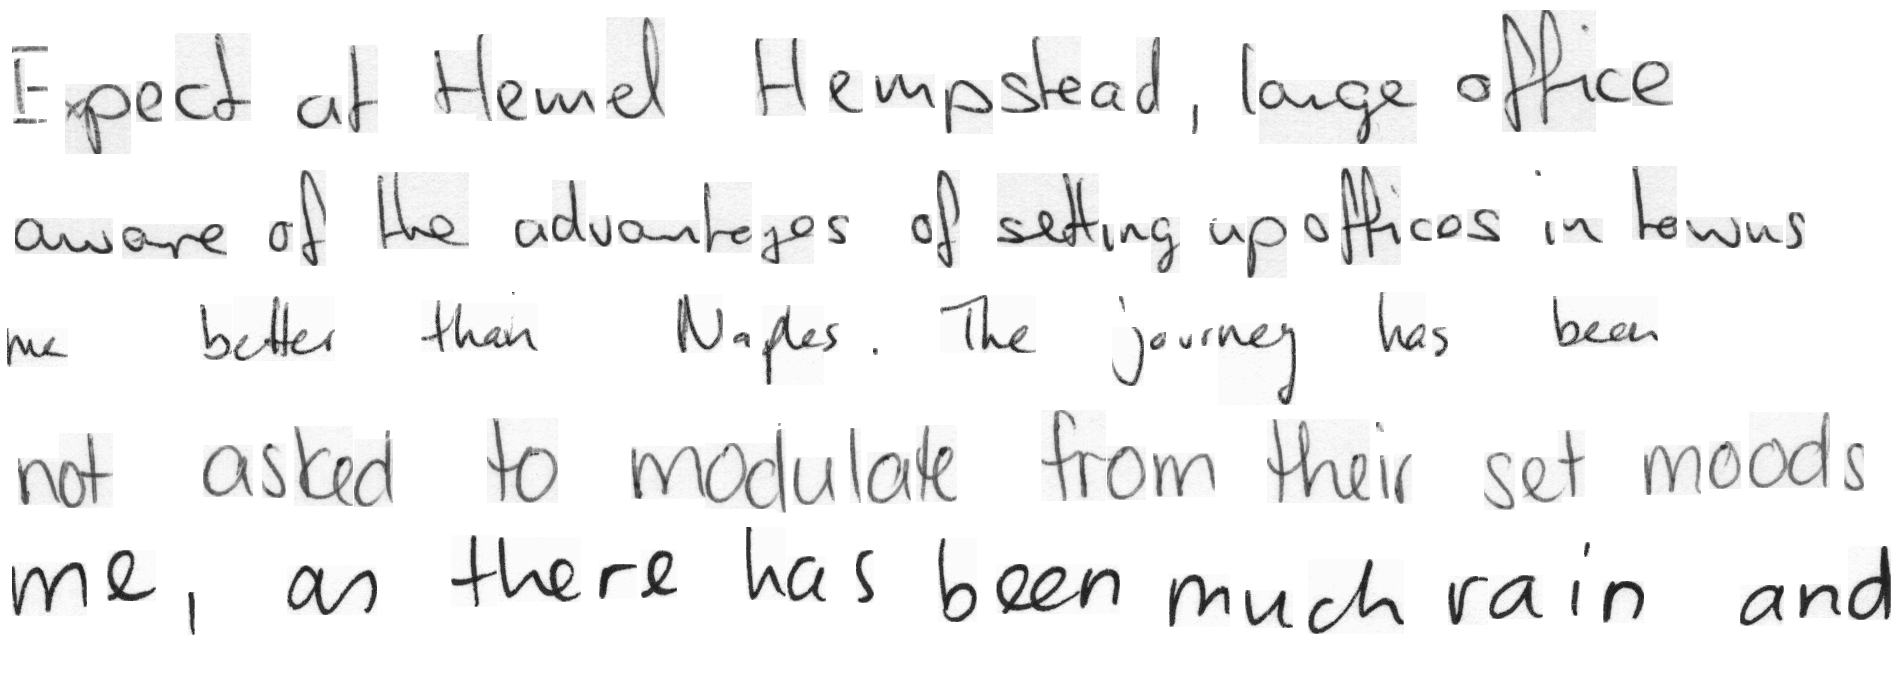 Expect at Hemel Hempstead, large office
aware of the advantages of setting up offices in towns
me better than Naples. The journey has been
not asked to modulate from their set moods
me, as there has been much rain and